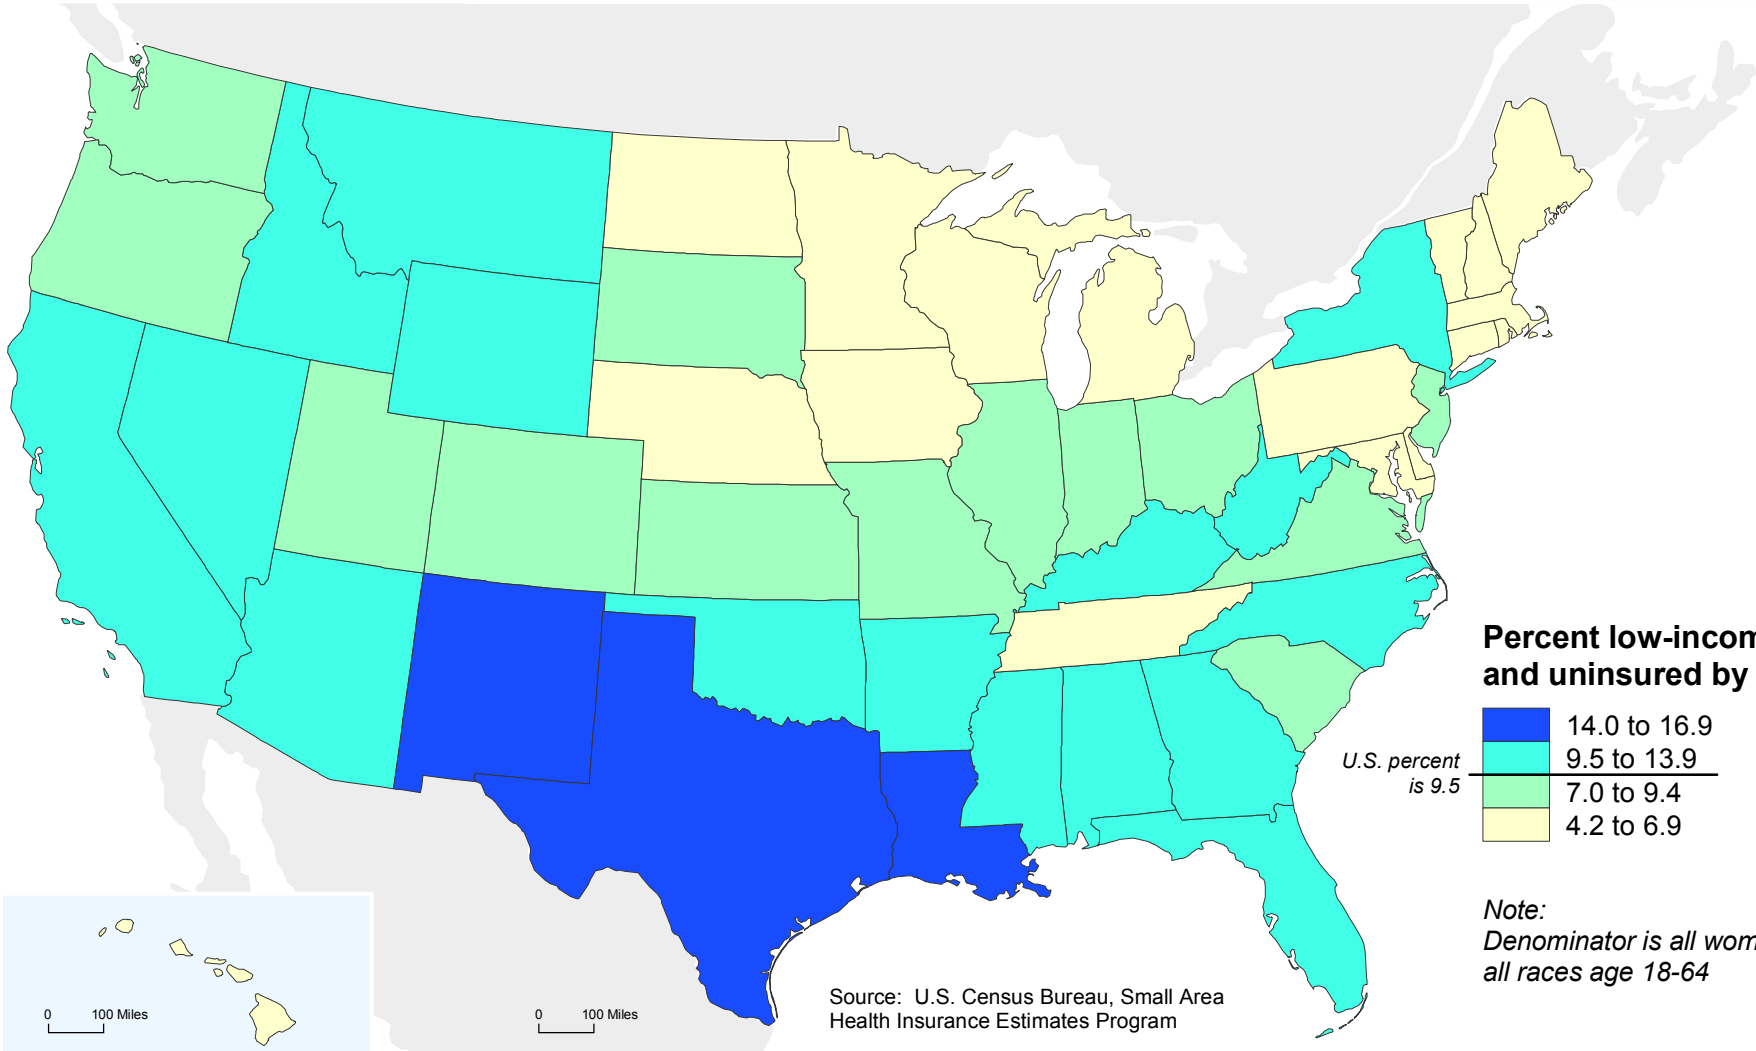 Percent low-incom
and uninsured by
14.0 to 16.9
9.5 to 13.9
7.0 to 9.4
4.2 to 6.9
U.S. percent
is 9.5
Note:
Denominator is all wom
all races age 18-64
Source: U.S. Census Bureau, Small Area
Health Insurance Estimates Program
0 100 Miles
0 100 Miles